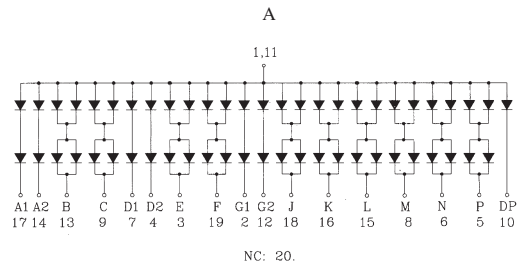 A
1,11
A1 A2 B C D1 D2 E F G1 G2 J K L M N P DP
17 14 13 9 7 4 3 19 2 12 18 16 15 8 6 5 10
NC: 20.